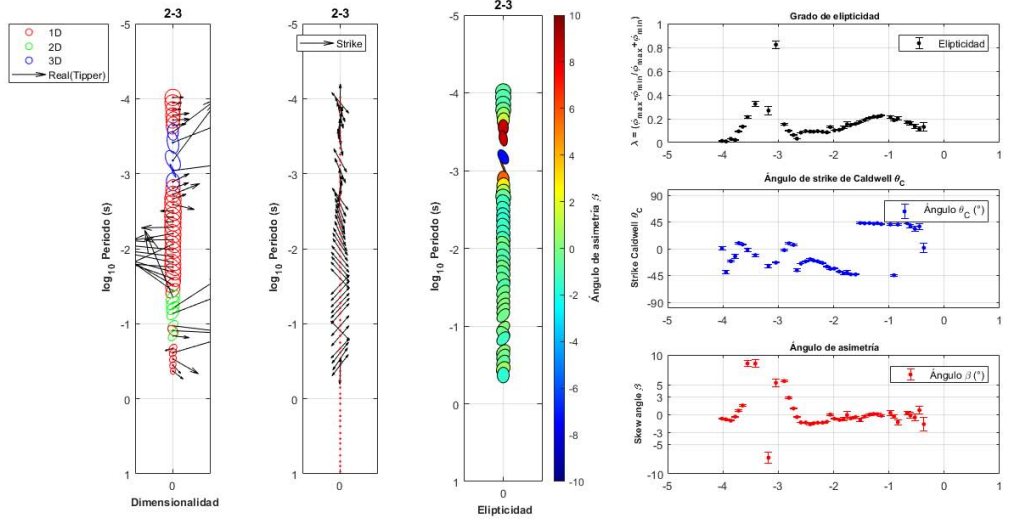 2-3
1D
2D
3D
Real(Tipper)
-5
-4
-3
-2
-1
0
1
log10 Periodo (s)
0
Dimensionalidad
2-3
Strike
-5
-4
-3
-2
-1
0
1
log10 Periodo (s)
0
2-3
-5
-4
-3
-2
-1
0
-1
log10 Periodo (s)
0
Elipticidad
10
8
6
4
2
0
-2
-4
-6
-8
-10
Ángulo de asimetría β
Grado de elipticidad
Elipticidad
1
0.8
0.6
0.4
0.2
0
λ = (ϕmax-ϕmin/ϕmax+ϕmin)
-5 -4 -3 -2 -1 0 1
Ángulo de strike de Caldwell θC
Ángulo θC (°)
90
45
0
-45
-90
Strike Caldwell θC
-5 -4 -3 -2 -1 0 1
Ángulo de asimetría
Ángulo β (°)
10
3
0
-3
-10
Skew angle β
-5 -4 -3 -2 -1 0 1